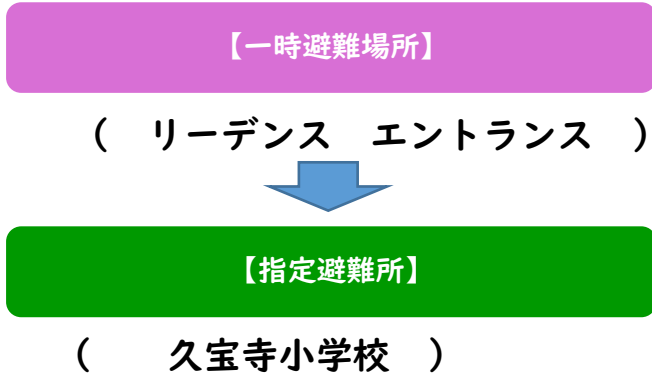 【一時避難場所】
（　リーデンス　エントランス　）
【指定避難所】
（　　久宝寺小学校　）